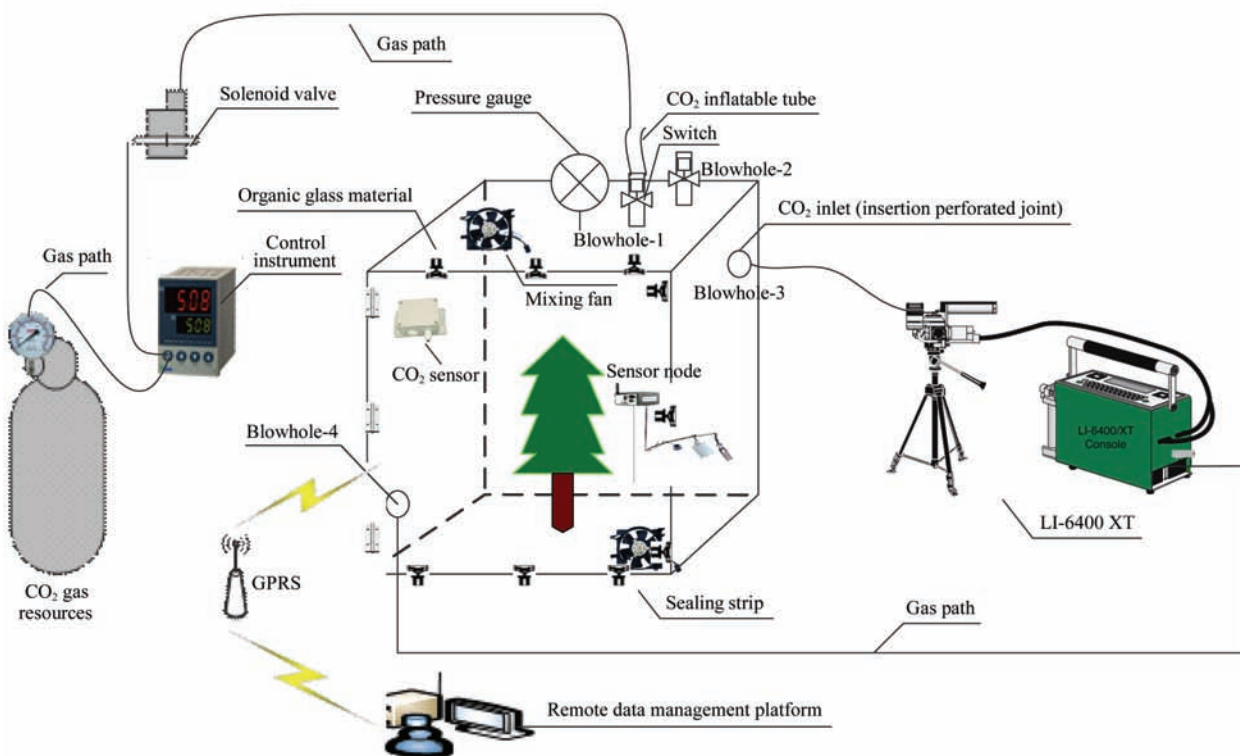 Gas path
Solenoid valve
Pressure gauge
CO₂ inflatable tube
Switch
Blowhole-2
Organic glass material
CO₂ inlet (insertion perforated joint)
Blowhole-1
Gas path
Control
instrument
508
508
Mixing fan
Blowhole-3
CO₂ sensor
Sensor node
Blowhole-4
LI-6400/XT
Console
LI-6400 XT
GPRS
CO₂ gas
resources
Sealing strip
Gas path
Remote data management platform